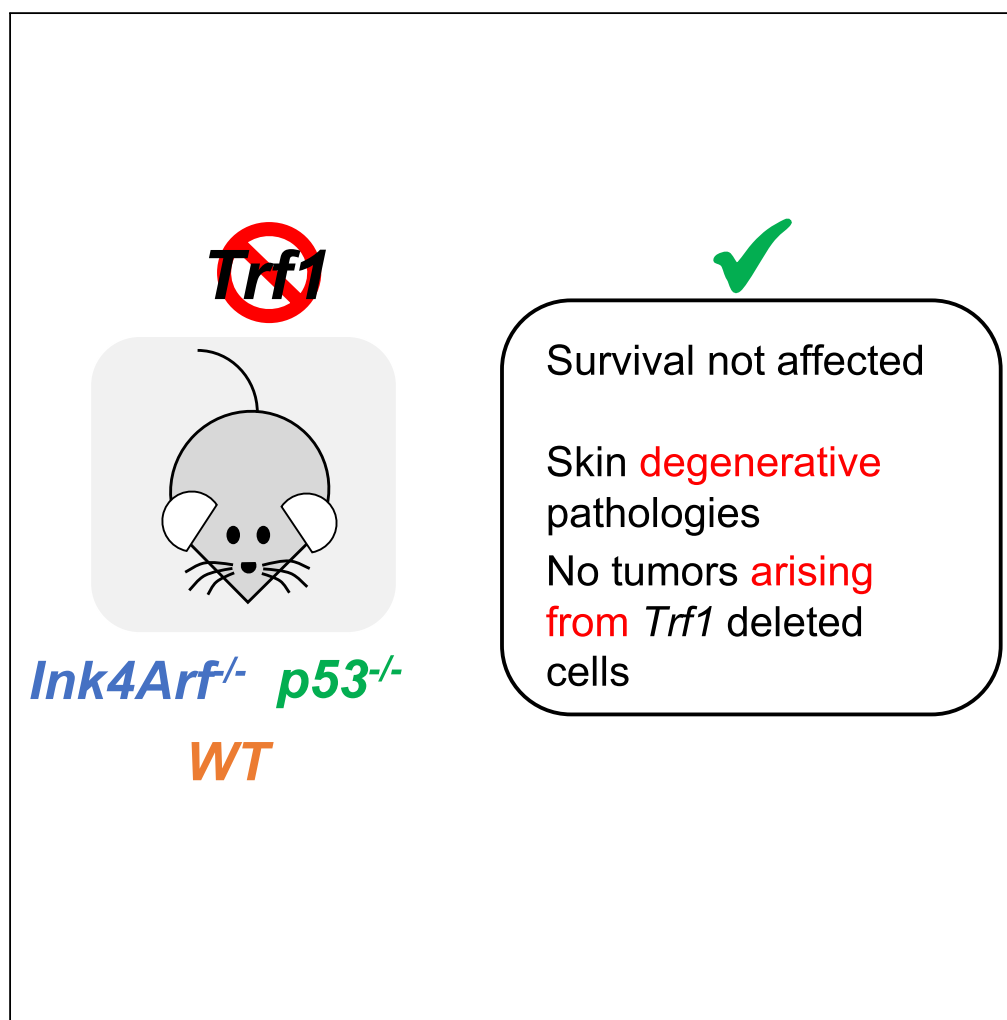 Trf1
Survival not affected
Skin degenerative
pathologies
No tumors arising
from Trf1 deleted
cells
Ink4Arf-/- p53-/-
WT